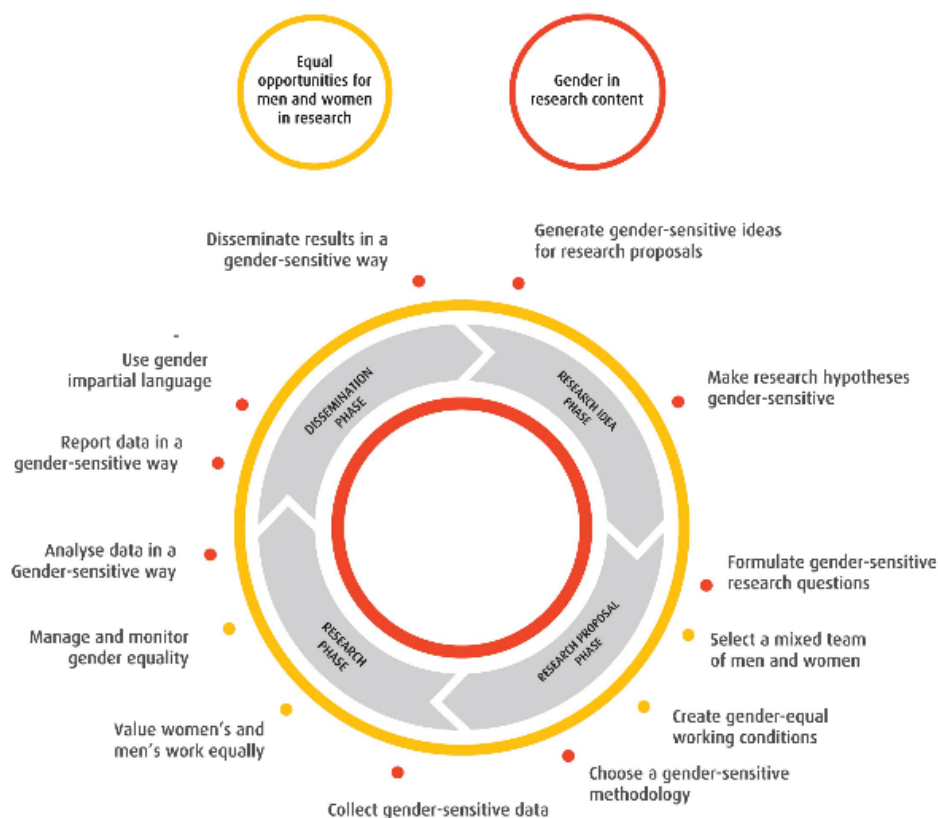 Equal
opportunities for
men and women
in research
Gender in
research content
Disseminate results in a
gender-sensitive way
Generate gender-sensitive ideas
for research proposals
-
Use gender
impartial language
Make research hypotheses
gender-sensitive
DISSEMINATION
PHASE
RESEARCH IDEA
PHASE
Report data in a
gender-sensitive way
Analyse data in a
Gender-sensitive way
Formulate gender-sensitive
research questions
Manage and monitor
gender equality
Select a mixed team
of men and women
RESEARCH
PHASE
RESEARCH PROPOSAL
PHASE
Value women's and
men's work equally
Create gender-equal
working conditions
Choose a gender-sensitive
methodology
Collect gender-sensitive data